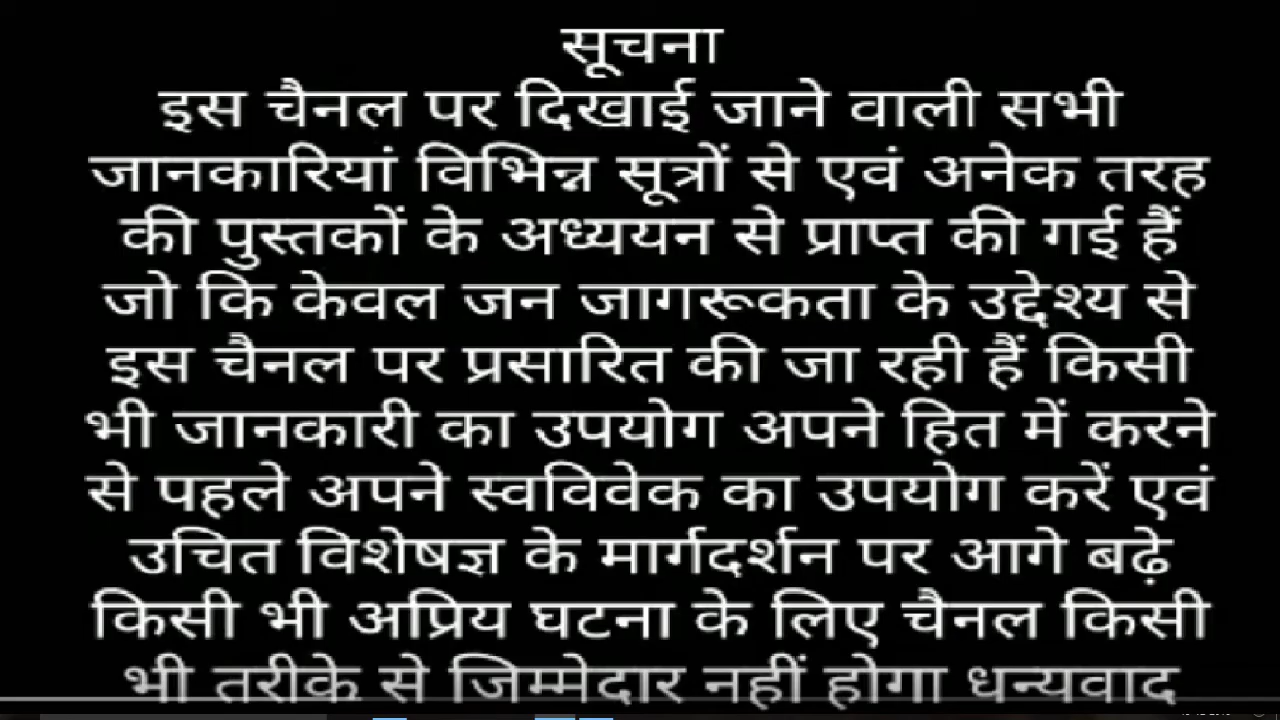 सूचना
इस चैनल पर दिखाई जाने वाली सभी
जानकारियां विभिन्न सूत्रों से एवं अनेक तरह
की पुस्तकों के अध्ययन से प्राप्त की गई हैं
जो कि केवल जन जागरूकता के उद्देश्य से
इस चैनल पर प्रसारित की जा रही हैं किसी
भी जानकारी का उपयोग अपने हित में करने
से पहले अपने स्वविवेक का उपयोग करें एवं
उचित विशेषज्ञ के मार्गदर्शन पर आगे बढ़े
किसी भी अप्रिय घटना के लिए चैनल किसी
भी तरीके से जिम्मेदार नहीं होगा धन्यवाद